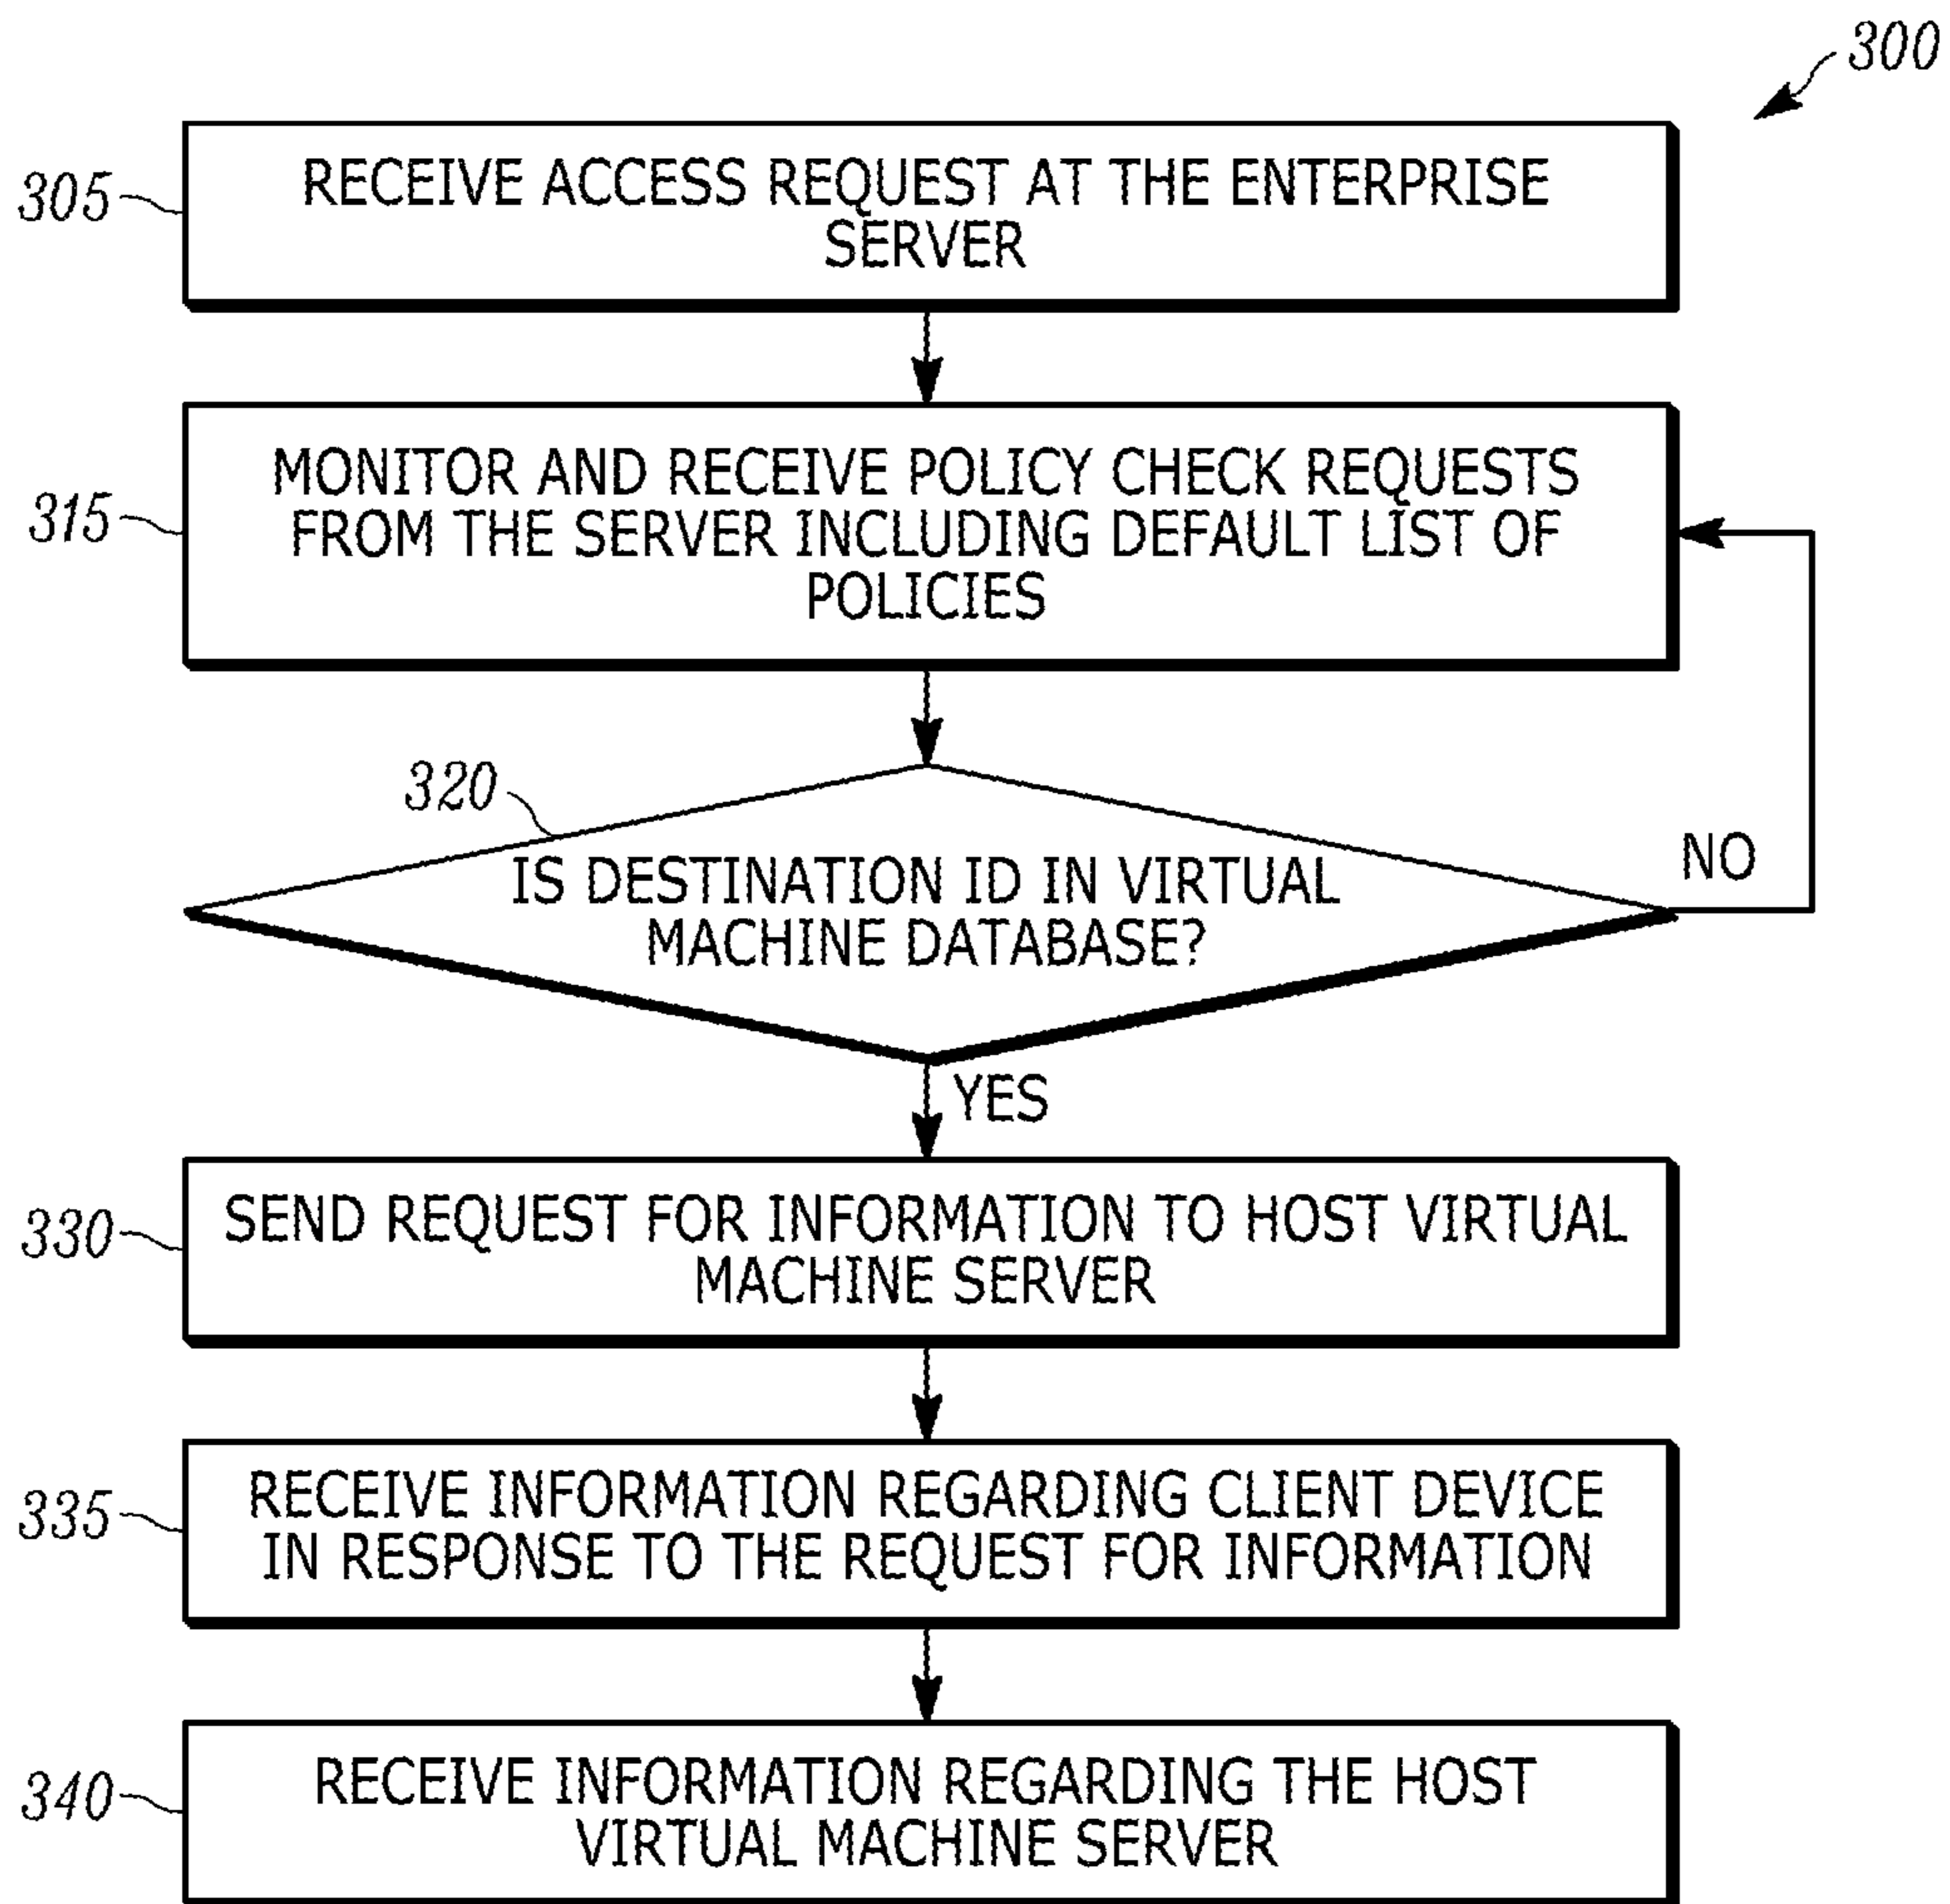 300
305
RECEIVE ACCESS REQUEST AT THE ENTERPRISE
SERVER
315
MONITOR AND RECEIVE POLICY CHECK REQUESTS
FROM THE SERVER INCLUDING DEFAULT LIST OF
POLICIES
320
IS DESTINATION ID IN VIRTUAL
MACHINE DATABASE?
NO
YES
330
SEND REQUEST FOR INFORMATION TO HOST VIRTUAL
MACHINE SERVER
335
RECEIVE INFORMATION REGARDING CLIENT DEVICE
IN RESPONSE TO THE REQUEST FOR INFORMATION
340
RECEIVE INFORMATION REGARDING THE HOST
VIRTUAL MACHINE SERVER